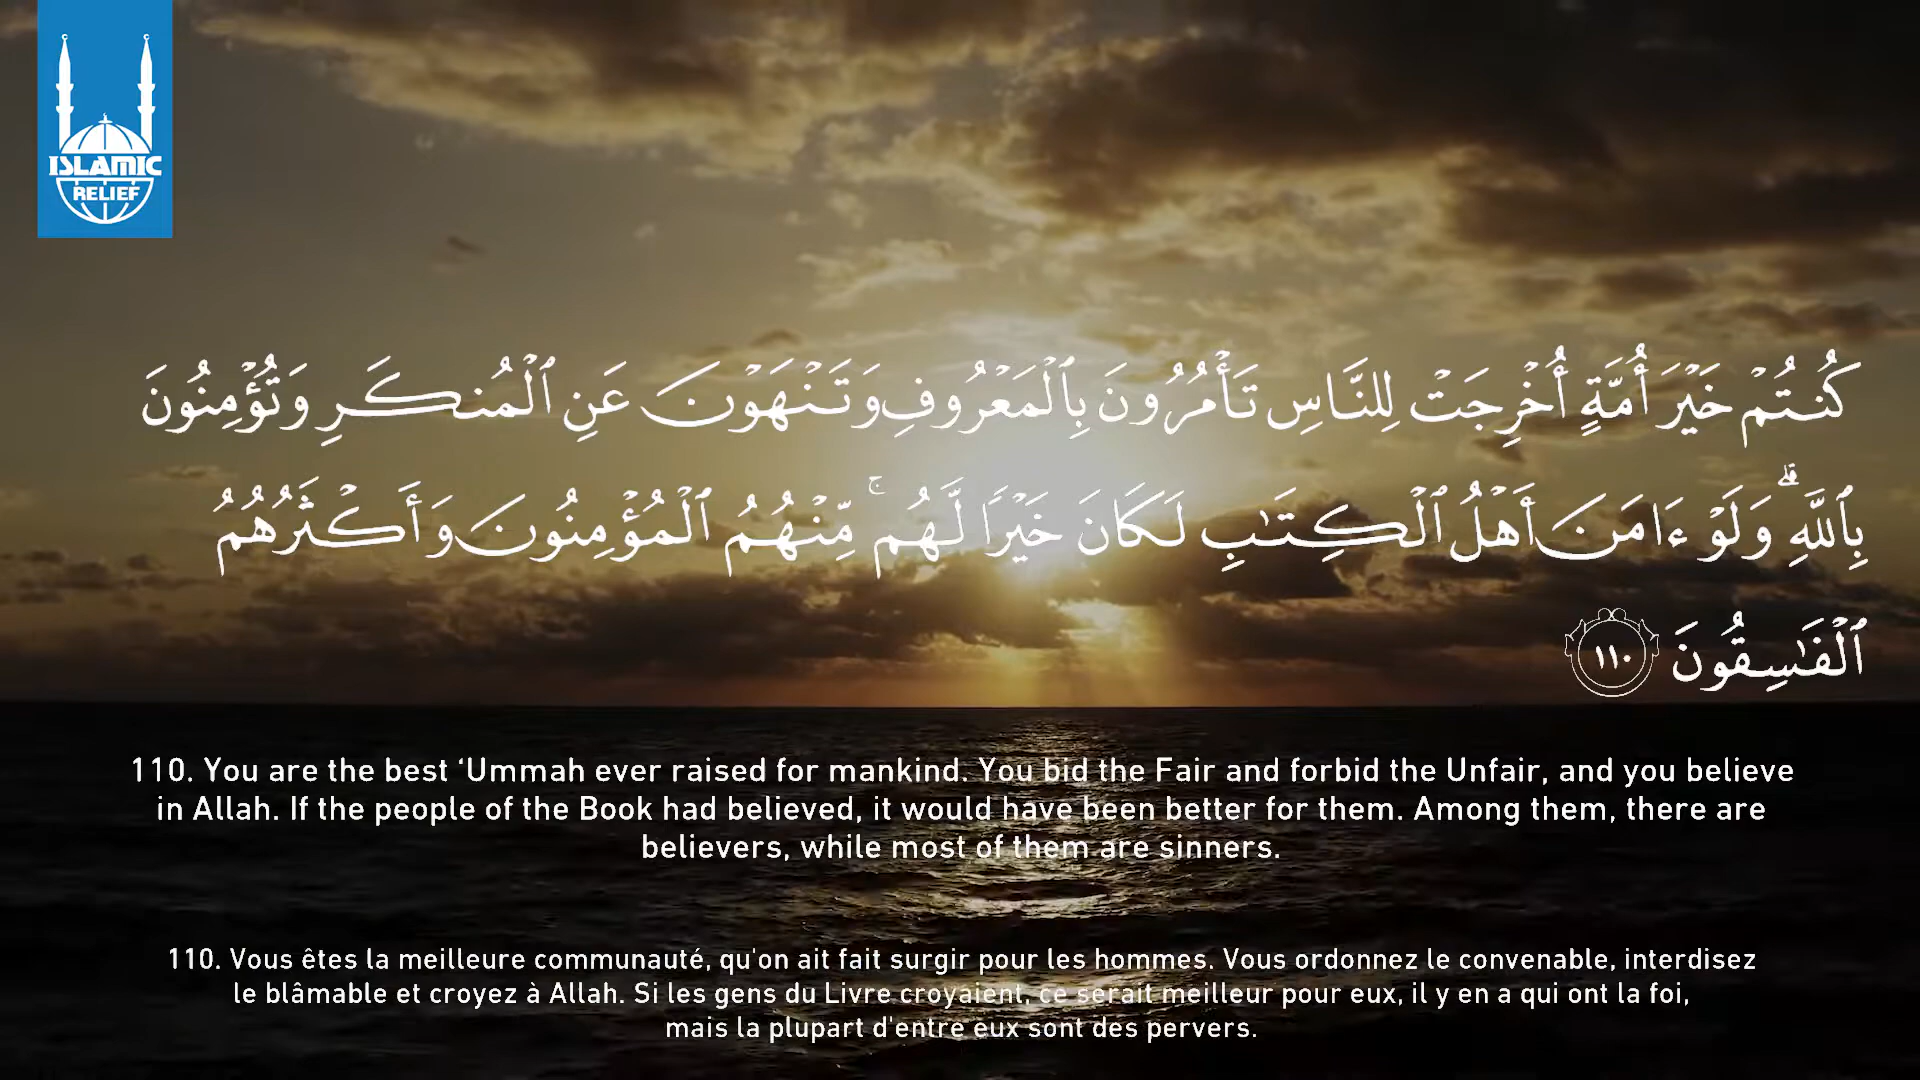 ISLAMIC
RELIEF
كُنتُمْ خَيْرَ أُمَّةٍ أُخْرِجَتْ لِلنَّاسِ تَأْمُرُونَ بِٱلْمَعْرُوفِ وَتَنْهَوْنَ عَنِ ٱلْمُنكَرِ وَتُؤْمِنُونَ
بِٱللَّهِ ۗ وَلَوْ ءَامَنَ أَهْلُ ٱلْكِتَـٰبِ لَكَانَ خَيْرًا لَّهُم ۚ مِّنْهُمُ ٱلْمُؤْمِنُونَ وَأَكْثَرُهُمُ
ٱلْفَـٰسِقُونَ ١١٠
110. You are the best ‘Ummah ever raised for mankind. You bid the Fair and forbid the Unfair, and you believe
in Allah. If the people of the Book had believed, it would have been better for them. Among them, there are
believers, while most of them are sinners.
110. Vous êtes la meilleure communauté, qu'on ait fait surgir pour les hommes. Vous ordonnez le convenable, interdisez
le blâmable et croyez à Allah. Si les gens du Livre croyaient, ce serait meilleur pour eux, il y en a qui ont la foi,
mais la plupart d'entre eux sont des pervers.